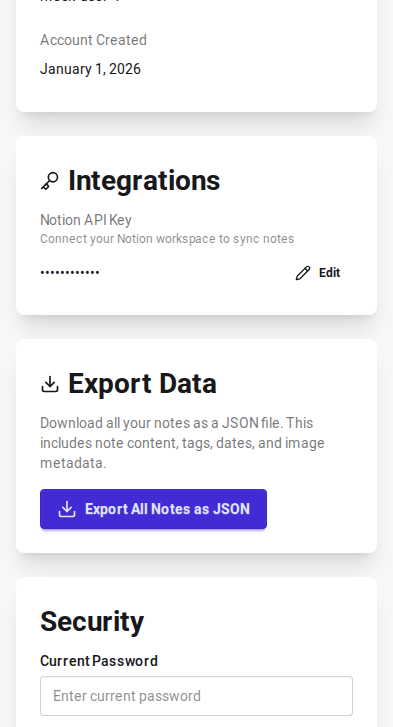 Account Created
January 1, 2026
Integrations
Notion API Key
Connect your Notion workspace to sync notes
••••••••••••
Edit
Export Data
Download all your notes as a JSON file. This
includes note content, tags, dates, and image
metadata.
Export All Notes as JSON
Security
Current Password
Enter current password